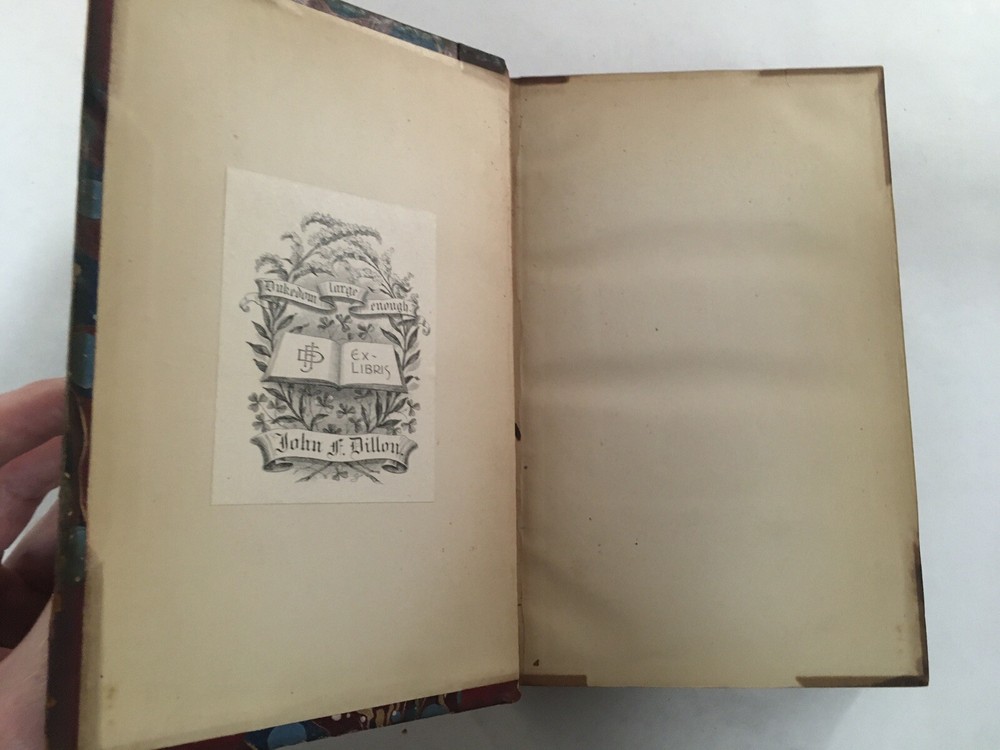 Dukedom large enough
EX-
LIBRIS
John F. Dillon.